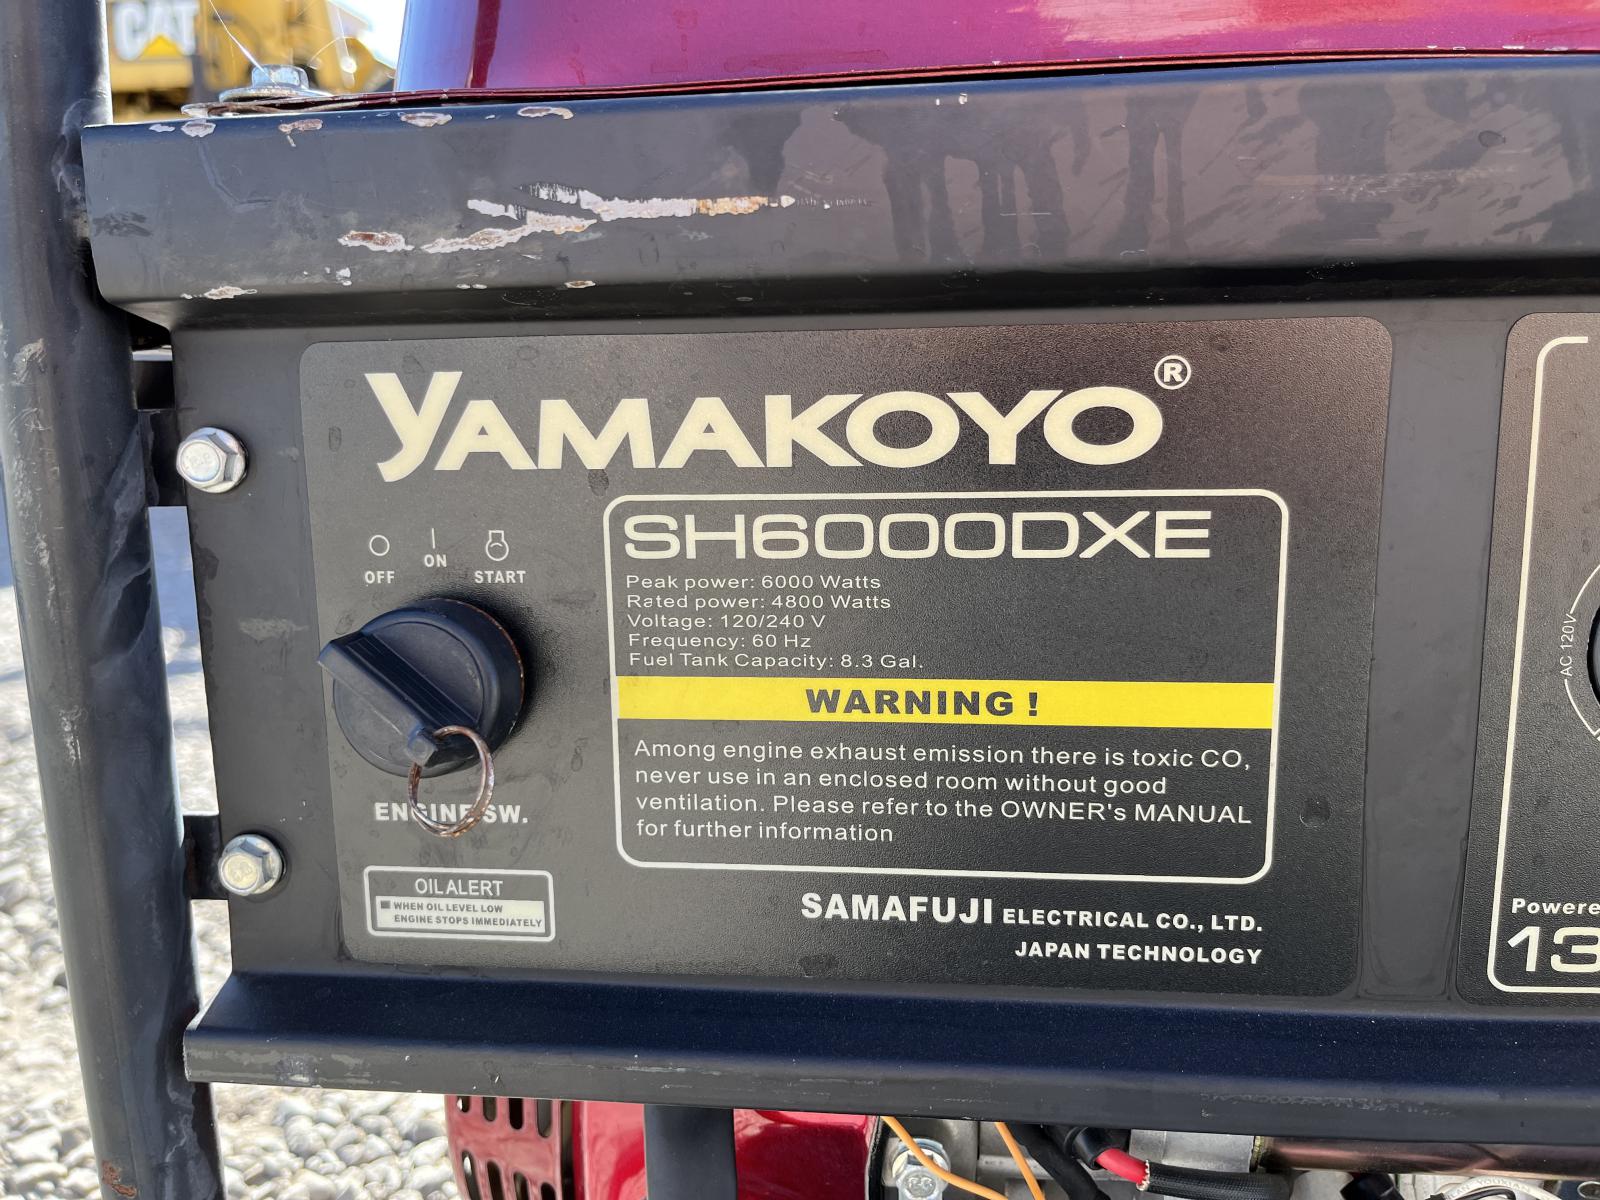 CAT
YAMAKOYO®
SH6000DXE
Peak power: 6000 Watts
Rated power: 4800 Watts
Voltage: 120/240 V
Frequency: 60 Hz
Fuel Tank Capacity: 8.3 Gal.
WARNING !
Among engine exhaust emission there is toxic CO,
never use in an enclosed room without good
ventilation. Please refer to the OWNER's MANUAL
for further information
OFF
ON
START
ENGINE SW.
OIL ALERT
WHEN OIL LEVEL LOW
ENGINE STOPS IMMEDIATELY
SAMAFUJI ELECTRICAL CO., LTD.
JAPAN TECHNOLOGY
AC 120V
Powere
13